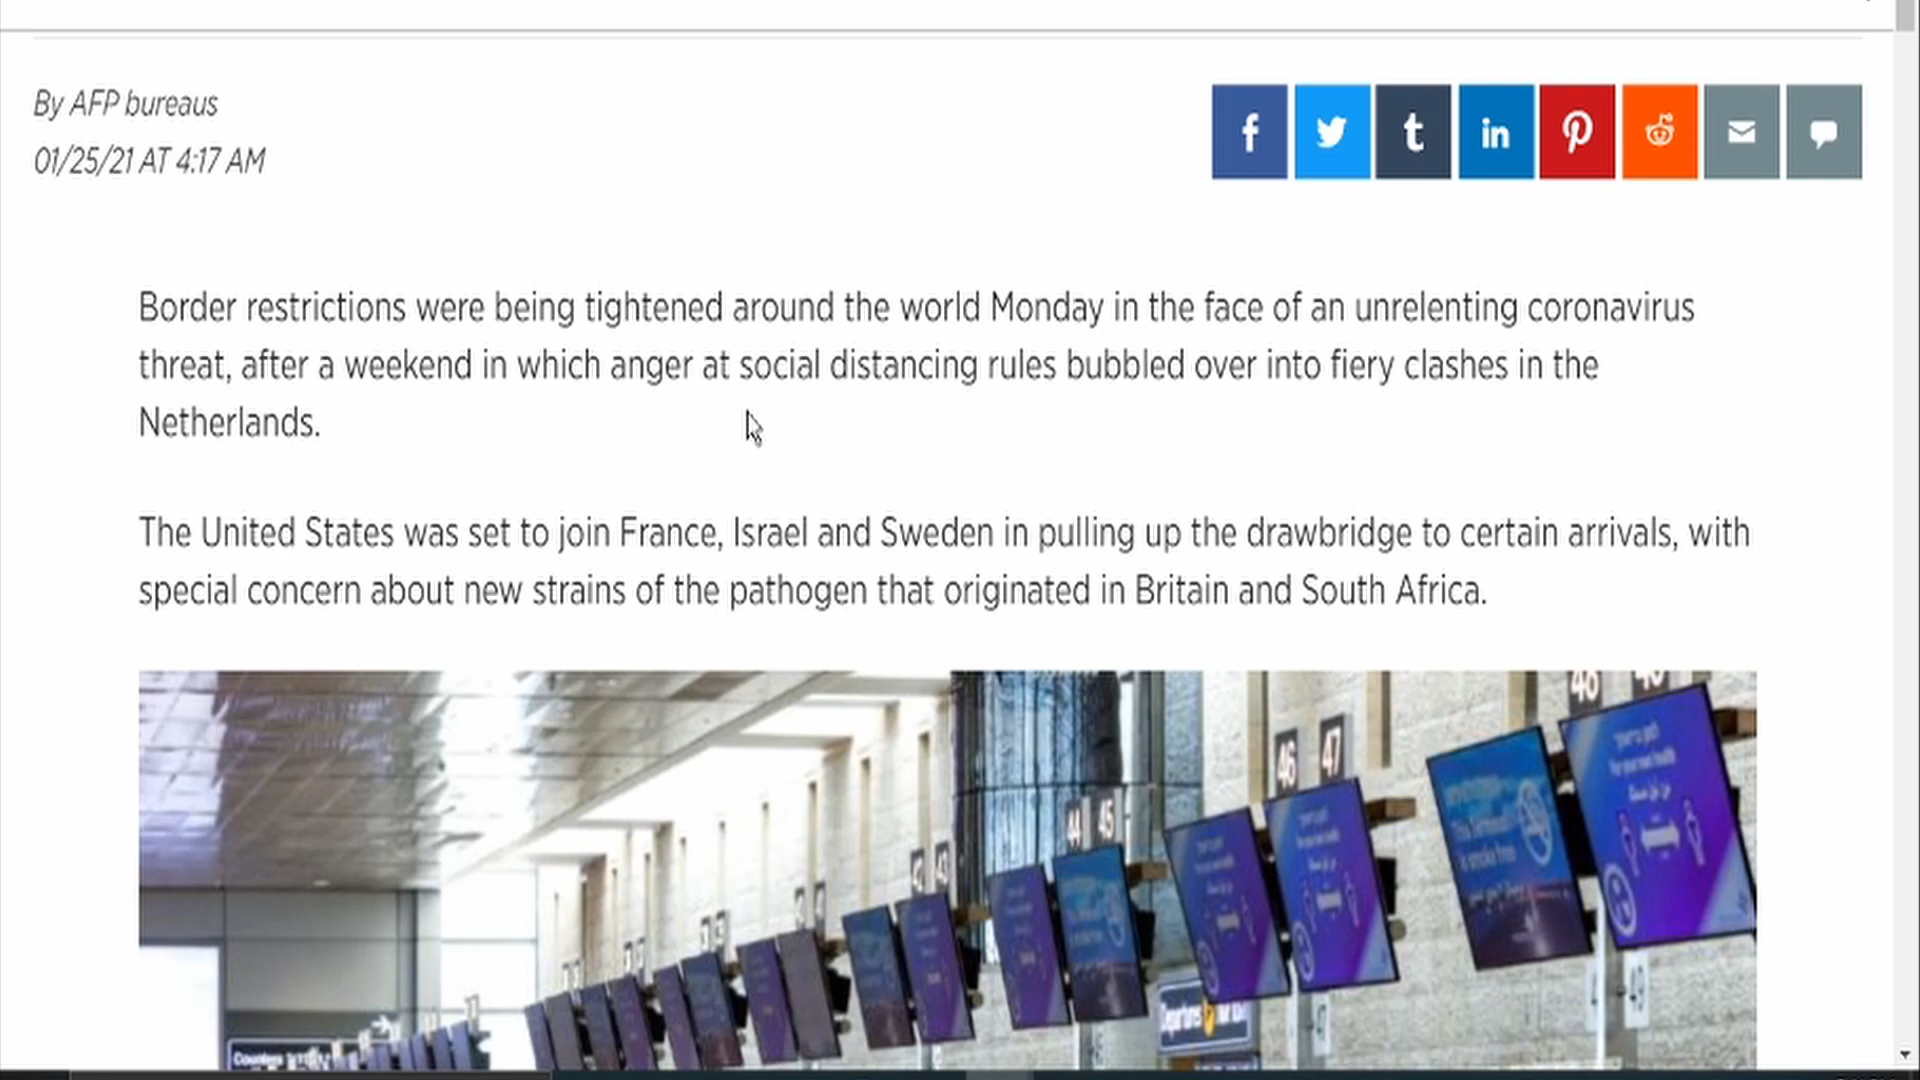 By AFP bureaus
01/25/21 AT 4:17 AM
Border restrictions were being tightened around the world Monday in the face of an unrelenting coronavirus
threat, after a weekend in which anger at social distancing rules bubbled over into fiery clashes in the
Netherlands.
The United States was set to join France, Israel and Sweden in pulling up the drawbridge to certain arrivals, with
special concern about new strains of the pathogen that originated in Britain and South Africa.
46 47
44 45
Departures
Counters